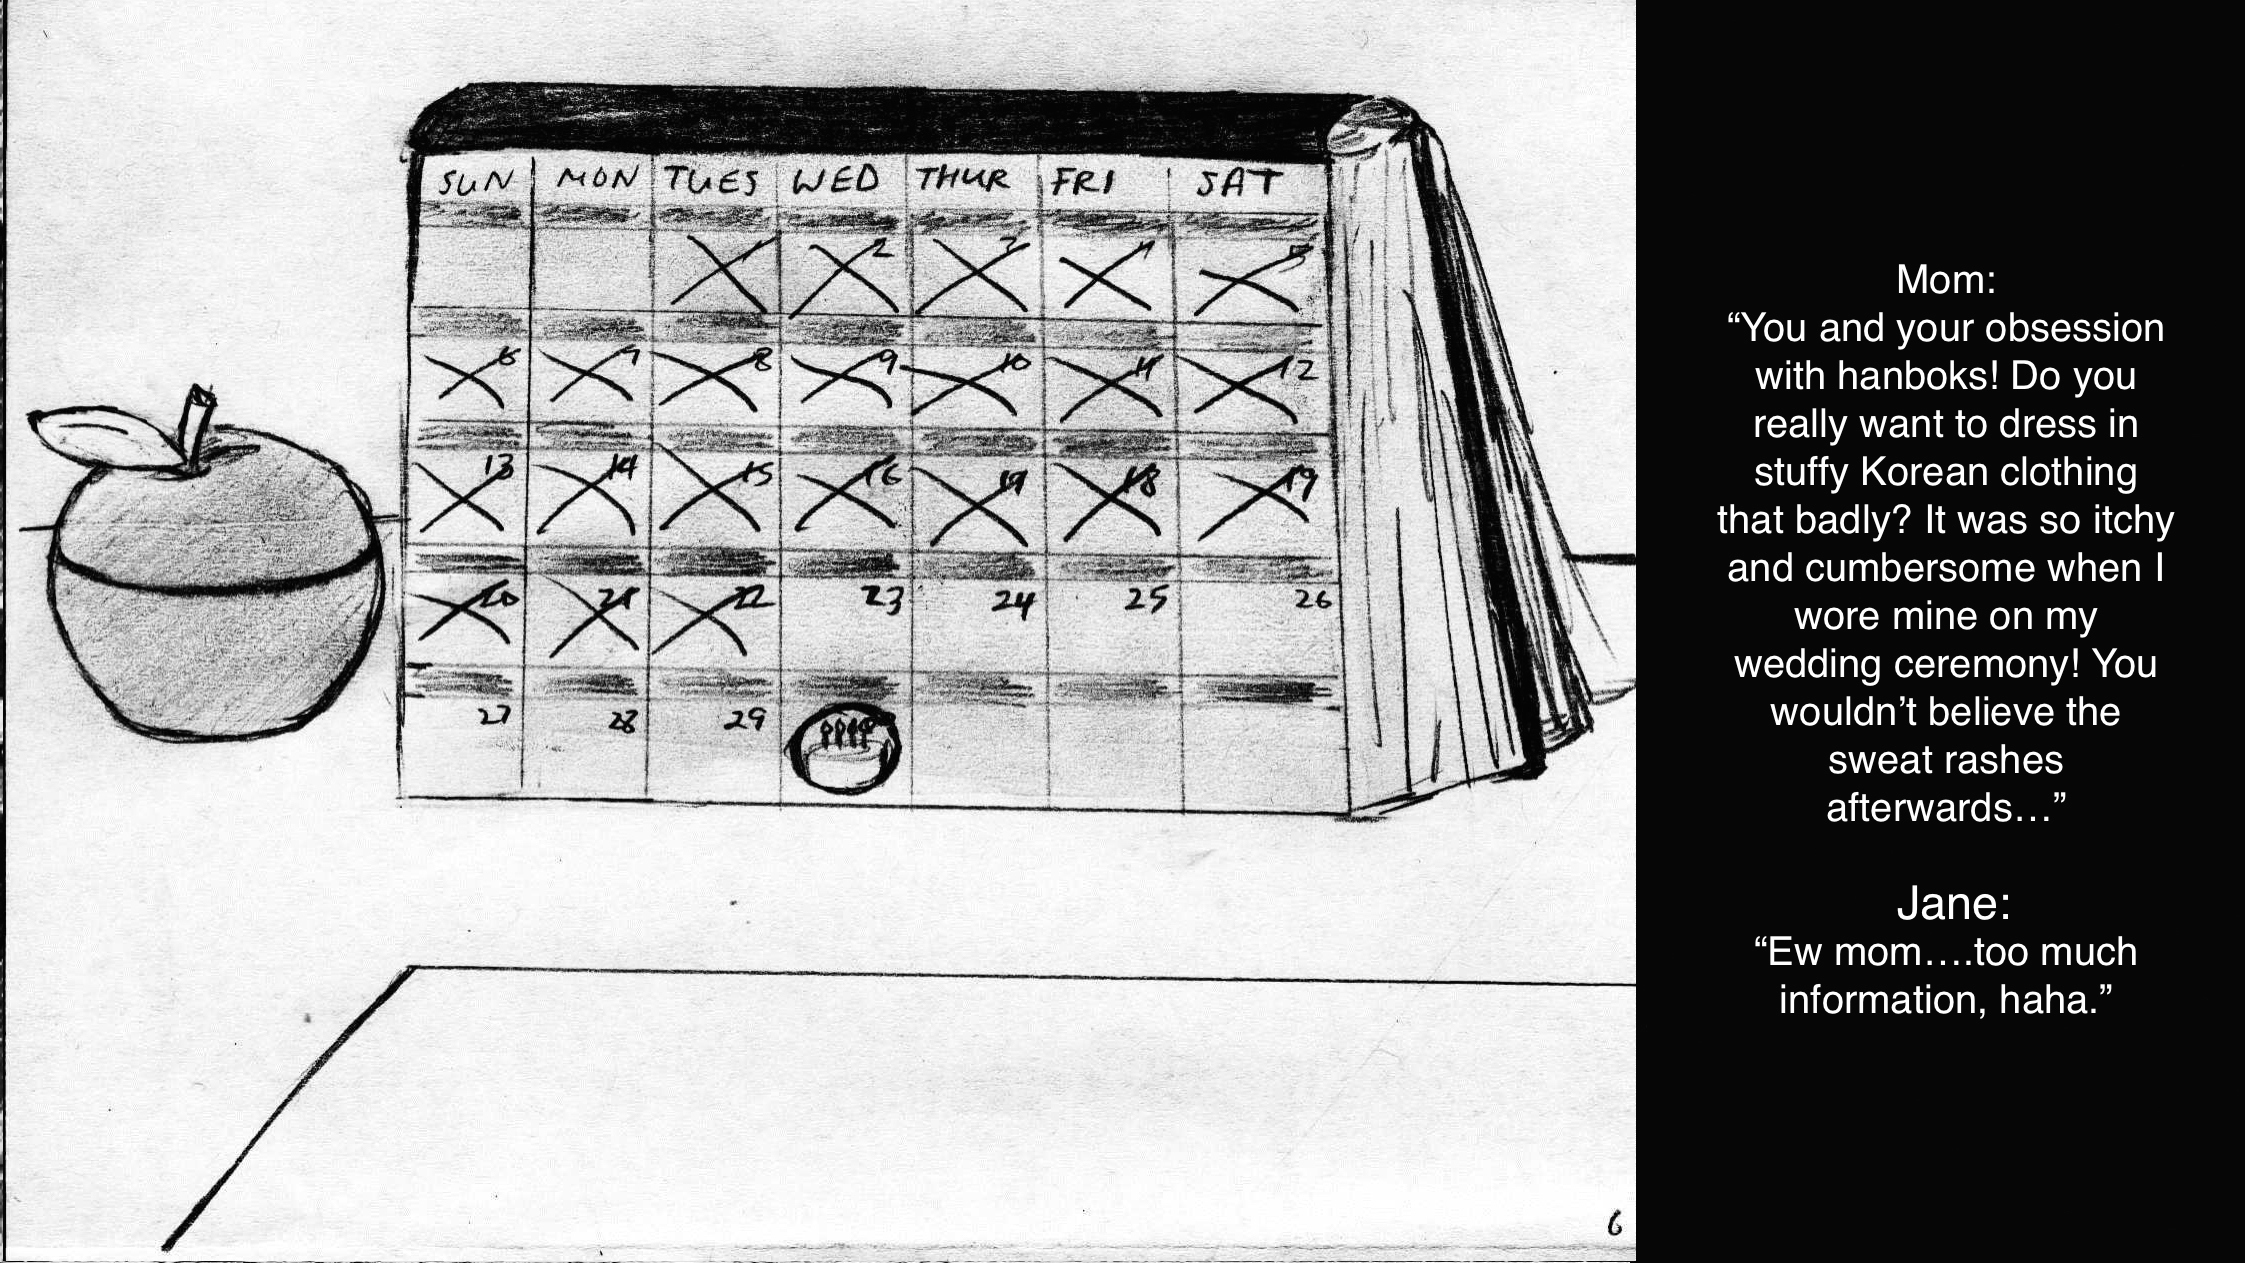 SUN MON TUES WED THUR FRI SAT
1 2 3 4 5
6 7 8 9 10 11 12
13 14 15 16 17 18 19
20 21 22 23 24 25 26
27 28 29
6
Mom:
“You and your obsession
with hanboks! Do you
really want to dress in
stuffy Korean clothing
that badly? It was so itchy
and cumbersome when I
wore mine on my
wedding ceremony! You
wouldn’t believe the
sweat rashes
afterwards…”
Jane:
“Ew mom….too much
information, haha.”